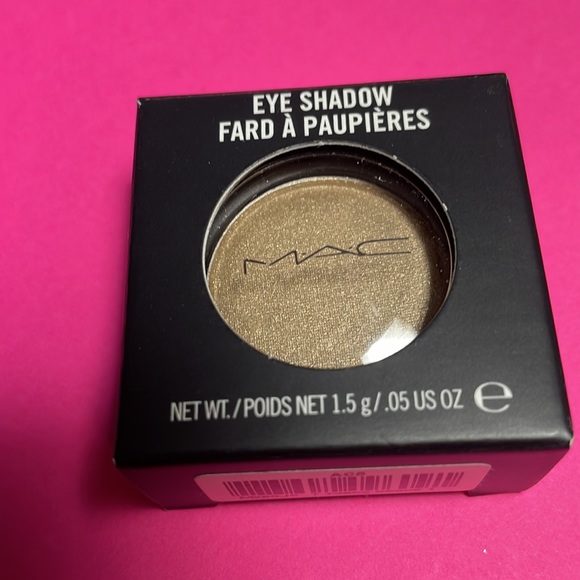 EYE SHADOW
FARD À PAUPIÈRES
MAC
NET WT./POIDS NET 1.5 g/.05 US OZ e